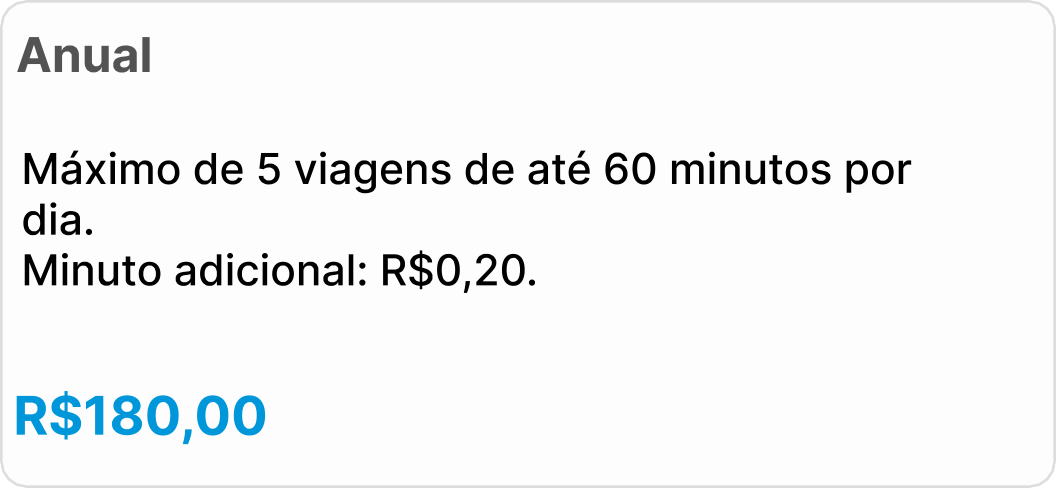 Anual
Máximo de 5 viagens de até 60 minutos por
dia.
Minuto adicional: R$0,20.
R$180,00